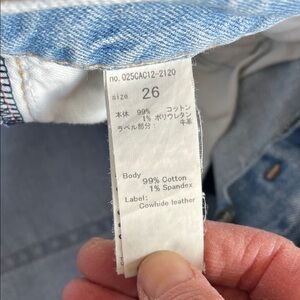 no. 025CAC12-2120
size 26
本体 99% コットン
1% ポリウレタン
ラベル部分: 牛革
Body
99% Cotton
1% Spandex
Label:
Cowhide leather